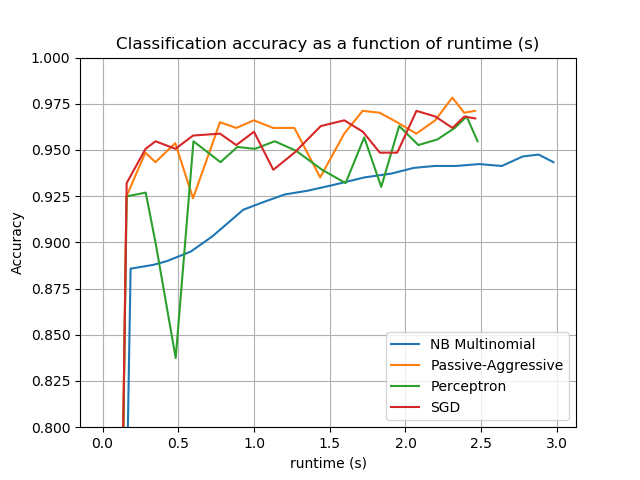 Classification accuracy as a function of runtime (s)
1.000
0.975
0.950
0.925
0.900
0.875
0.850
0.825
0.800
Accuracy
NB Multinomial
Passive-Aggressive
Perceptron
SGD
0.0 0.5 1.0 1.5 2.0 2.5 3.0
runtime (s)